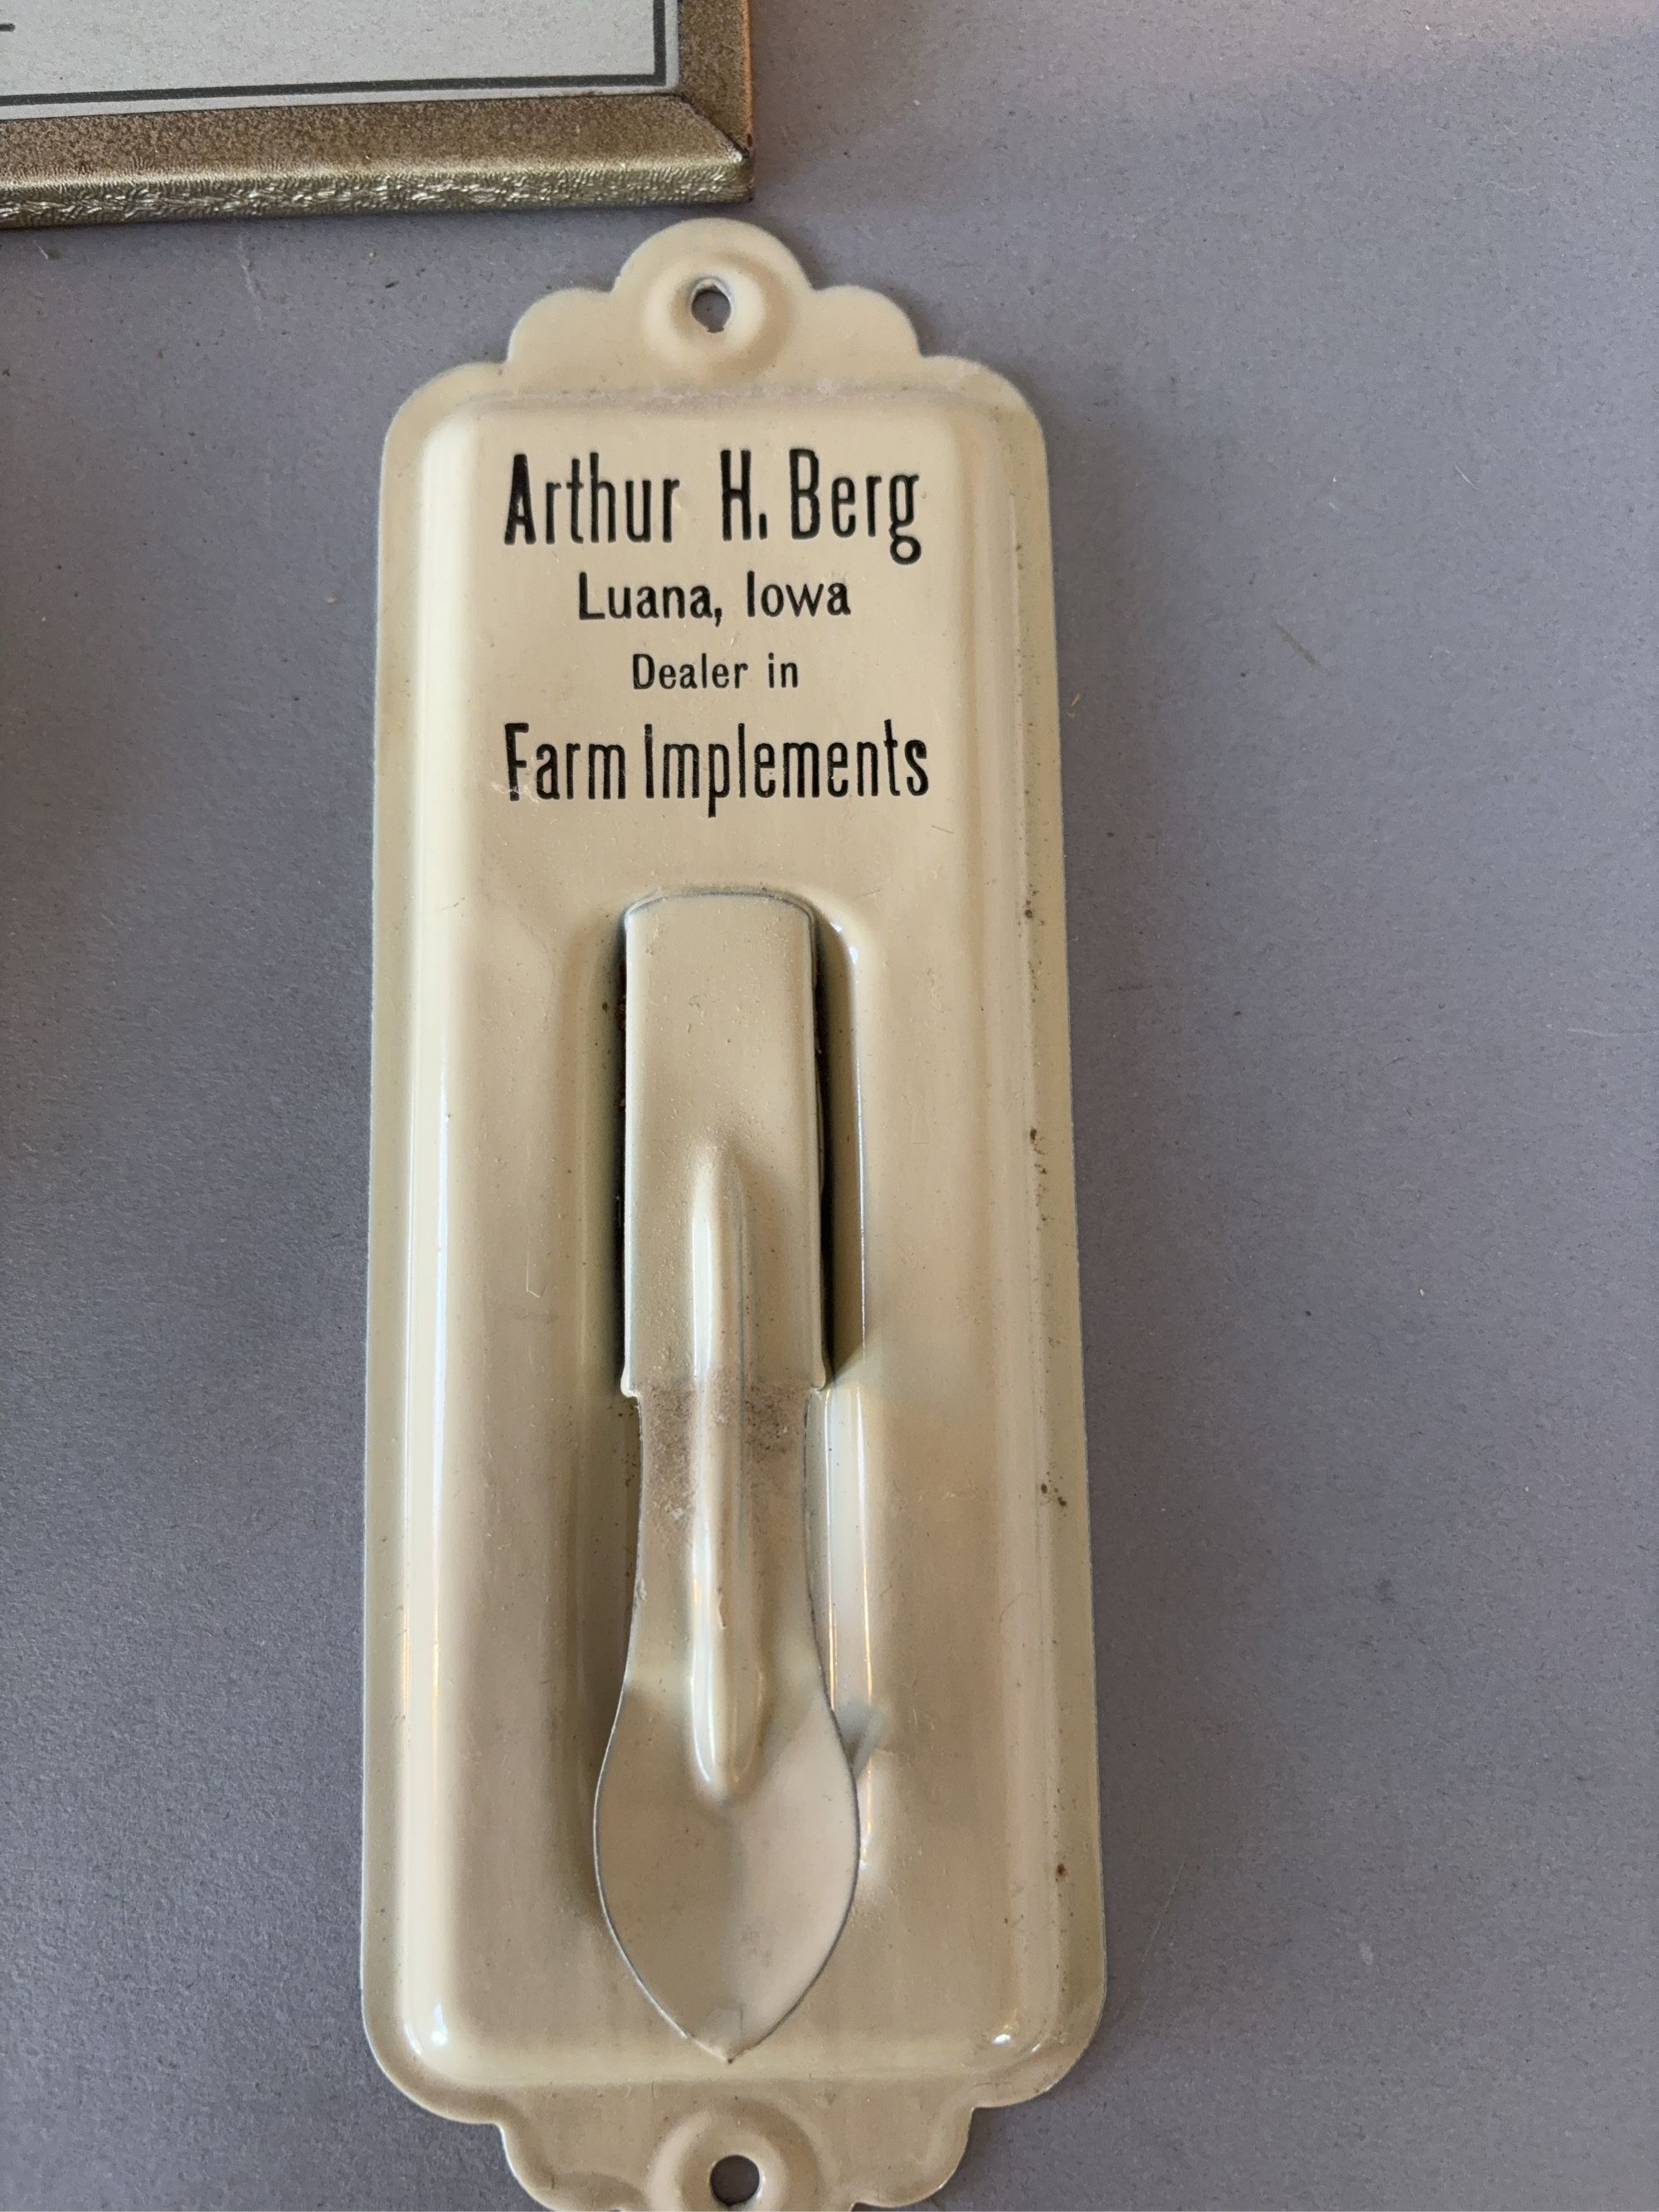 Arthur H. Berg
Luana, Iowa
Dealer in
Farm Implements